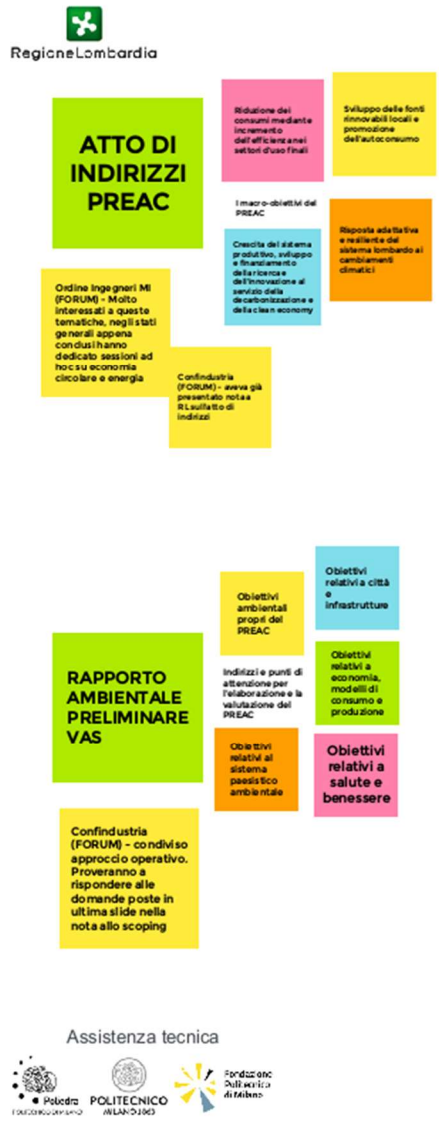 RegioneLombardia
ATTO DI
INDIRIZZI
PREAC
Riduzione dei
consumi mediante
incremento
dell'efficienza nei
settori d'uso finali
Sviluppo delle fonti
rinnovabili locali e
promozione
dell'autoconsumo
I macro-obiettivi del
PREAC
Crescita del sistema
produttivo, sviluppo
e finanziamento
della ricerca e
dell'innovazione al
servizio della
decarbonizzazione e
della clean economy
Risposta adattativa
e resiliente del
sistema lombardo ai
cambiamenti
climatici
Ordine Ingegneri MI
(FORUM) - Molto
interessati a queste
tematiche, negli stati
generali appena
conclusi hanno
dedicato sessioni ad
hoc su economia
circolare e energia
Confindustria
(FORUM) - aveva già
presentato nota a
RL sull'atto di
indirizzi
RAPPORTO
AMBIENTALE
PRELIMINARE
VAS
Obiettivi
ambientali
propri del
PREAC
Obiettivi
relativi a città
e
infrastrutture
Indirizzi e punti di
attenzione per
l'elaborazione e la
valutazione del
PREAC
Obiettivi
relativi a
economia,
modelli di
consumo e
produzione
Obiettivi
relativi al
sistema
paesistico
ambientale
Obiettivi
relativi a
salute e
benessere
Confindustria
(FORUM) - condiviso
approccio operativo.
Proveranno a
rispondere alle
domande poste in
ultima slide nella
nota allo scoping
Assistenza tecnica
Poliedra
POLITECNICO DI MILANO
POLITECNICO
MILANO 1863
Fondazione
Politecnico
di Milano